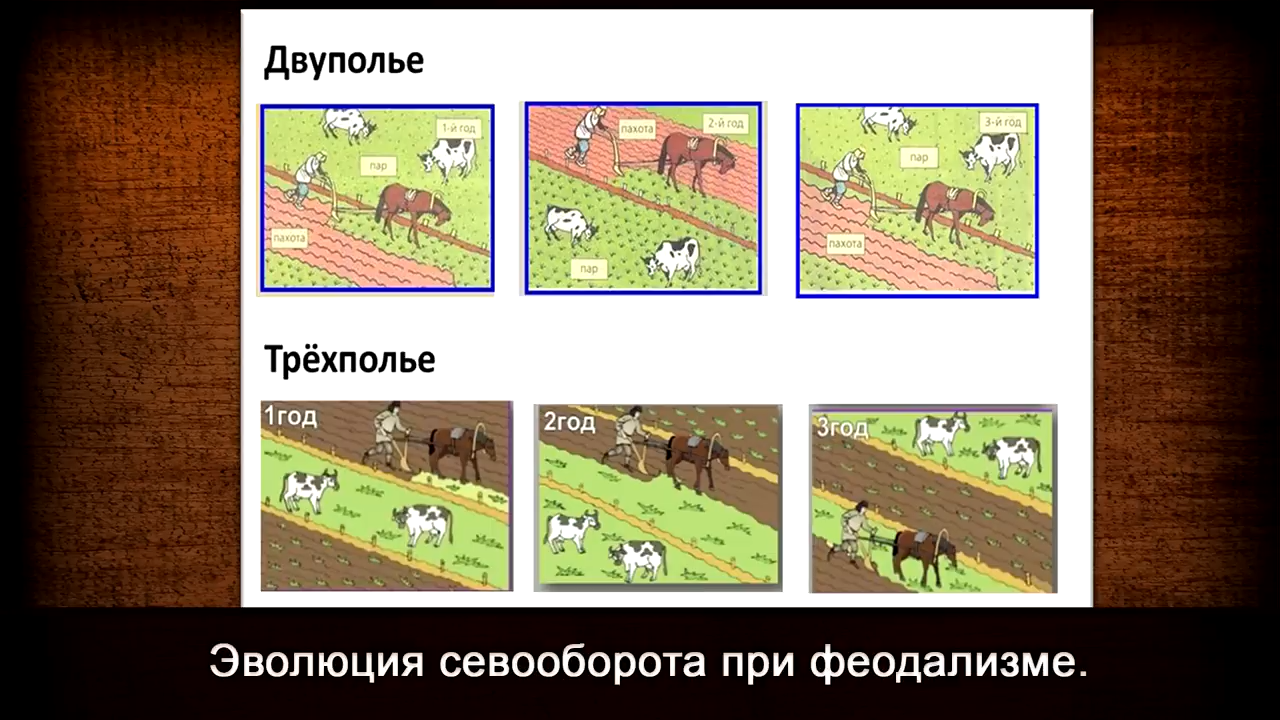 Двуполье
1-й год
пар
пахота
пахота
2-й год
пар
3-й год
пар
пахота
Трёхполье
1год
2год
3год
Эволюция севооборота при феодализме.